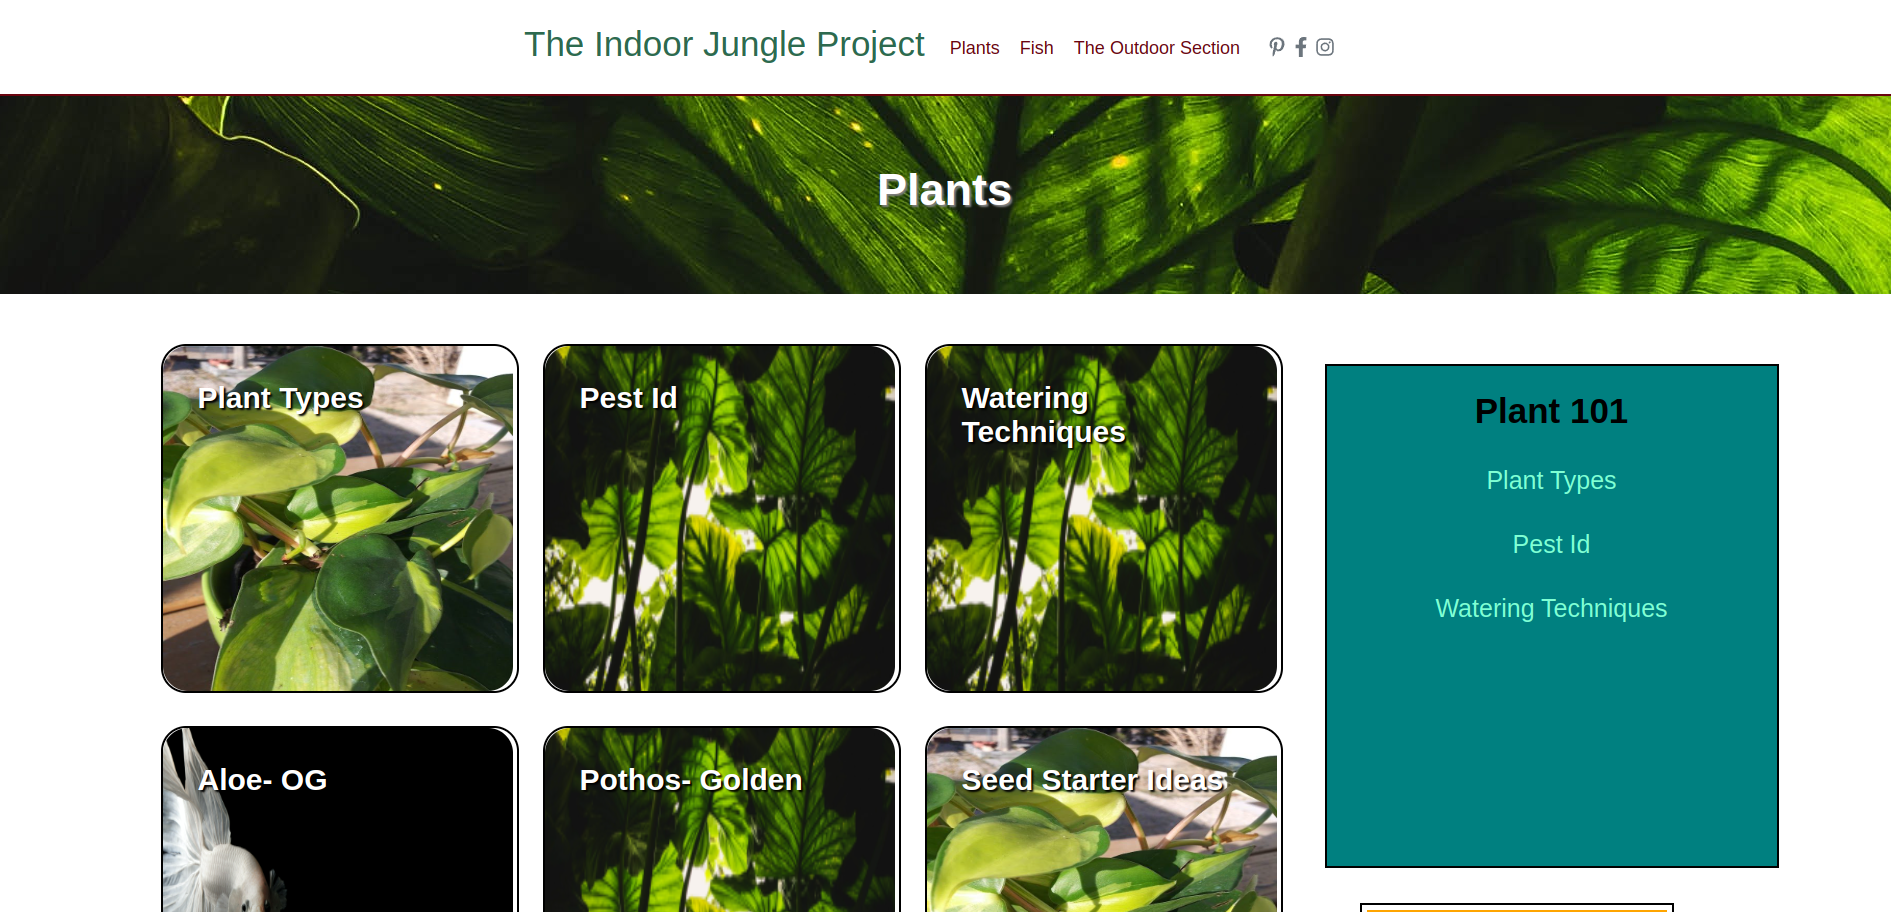 The Indoor Jungle Project
Plants
Fish
The Outdoor Section
Plants
Plant Types
Pest Id
Watering
Techniques
Plant 101
Plant Types
Pest Id
Watering Techniques
Aloe- OG
Pothos- Golden
Seed Starter Ideas